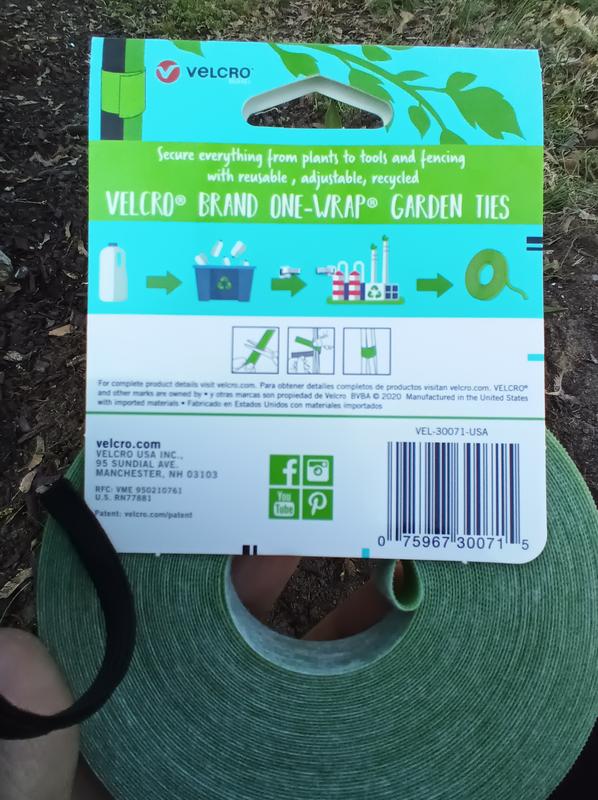 VELCRO
Secure everything from plants to tools and fencing
with reusable , adjustable, recycled
VELCRO® BRAND ONE-WRAP® GARDEN TIES
For complete product details visit velcro.com. Para obtener detalles completos de productos visitan velcro.com. VELCRO®
and other marks are owned by • y otras marcas son propiedad de Velcro BVBA © 2020 Manufactured in the United States
with imported materials • Fabricado en Estados Unidos con materiales importados
VEL-30071-USA
velcro.com
VELCRO USA INC.,
95 SUNDIAL AVE.
MANCHESTER, NH 03103
RFC: VME 950210761
U.S. RN77881
Patent: velcro.com/patent
You
Tube
0 75967 30071 5